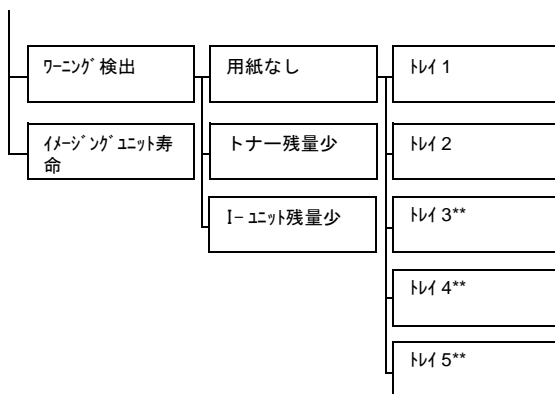 ﾜｰﾆﾝｸﾞ検出
用紙なし
ﾄﾚｲ 1
ｲﾒｰｼﾞﾝｸﾞﾕﾆｯﾄ寿
命
トナー残量少
ﾄﾚｲ 2
I-ﾕﾆｯﾄ残量少
ﾄﾚｲ 3**
ﾄﾚｲ 4**
ﾄﾚｲ 5**